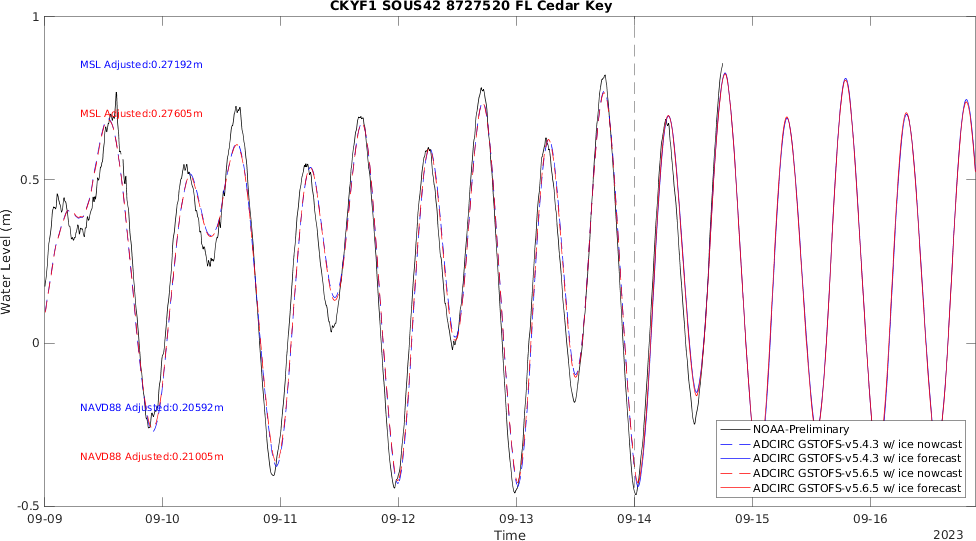 CKYF1 SOUS42 8727520 FL Cedar Key
1
MSL Adjusted:0.27192m
MSL Adjusted:0.27605m
0.5
Water Level (m)
0
NAVD88 Adjusted:0.20592m
NAVD88 Adjusted:0.21005m
NOAA-Preliminary
ADCIRC GSTOFS-v5.4.3 w/ ice nowcast
ADCIRC GSTOFS-v5.4.3 w/ ice forecast
ADCIRC GSTOFS-v5.6.5 w/ ice nowcast
ADCIRC GSTOFS-v5.6.5 w/ ice forecast
-0.5
09-09 09-10 09-11 09-12 09-13 09-14 09-15 09-16
Time
2023